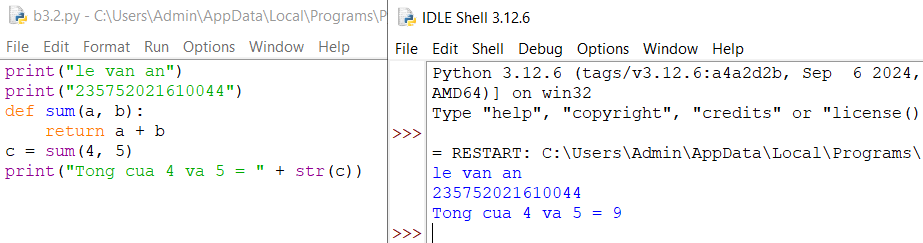 b3.2.py - C:\Users\Admin\AppData\Local\Programs\P
File Edit Format Run Options Window Help
print("le van an")
print("235752021610044")
def sum(a, b):
    return a + b
c = sum(4, 5)
print("Tong cua 4 va 5 = " + str(c))
IDLE Shell 3.12.6
File Edit Shell Debug Options Window Help
Python 3.12.6 (tags/v3.12.6:a4a2d2b, Sep  6 2024,
AMD64)] on win32
Type "help", "copyright", "credits" or "license()
>>>
= RESTART: C:\Users\Admin\AppData\Local\Programs\
le van an
235752021610044
Tong cua 4 va 5 = 9
>>>